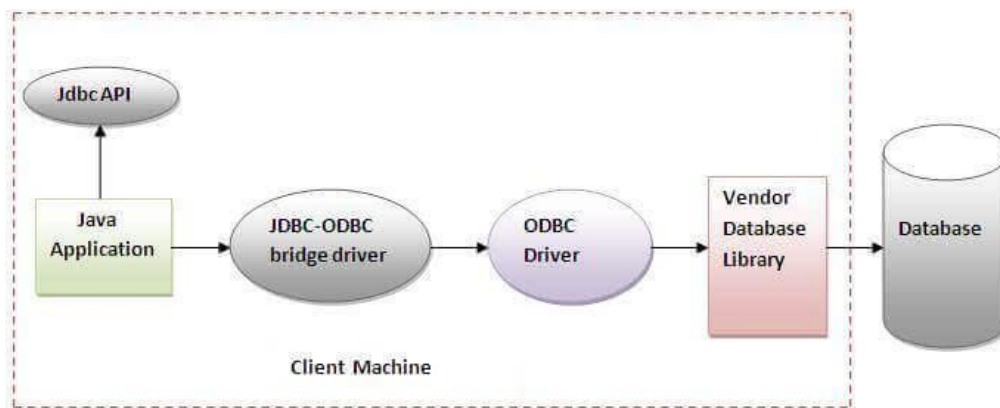 Jdbc API
Java
Application
JDBC-ODBC
bridge driver
ODBC
Driver
Vendor
Database
Library
Database
Client Machine